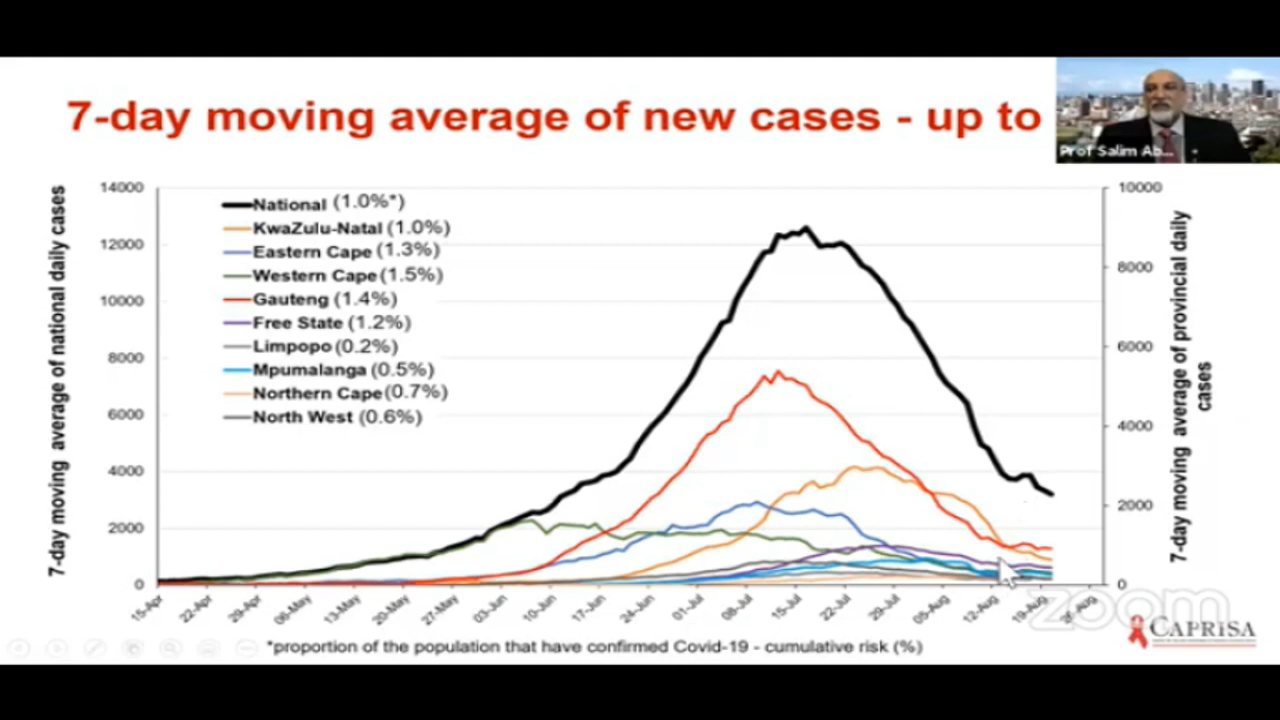 7-day moving average of new cases - up to
Prof Salim Ab...
7-day moving average of national daily cases
14000
12000
10000
8000
6000
4000
2000
0
National (1.0%*)
KwaZulu-Natal (1.0%)
Eastern Cape (1.3%)
Western Cape (1.5%)
Gauteng (1.4%)
Free State (1.2%)
Limpopo (0.2%)
Mpumalanga (0.5%)
Northern Cape (0.7%)
North West (0.6%)
10000
8000
6000
4000
2000
0
7-day moving average of provincial daily
cases
15-Apr
22-Apr
29-Apr
06-May
13-May
20-May
27-May
03-Jun
10-Jun
17-Jun
24-Jun
01-Jul
08-Jul
15-Jul
22-Jul
29-Jul
05-Aug
12-Aug
19-Aug
26-Aug
zoom
CAPRISA
*proportion of the population that have confirmed Covid-19 - cumulative risk (%)